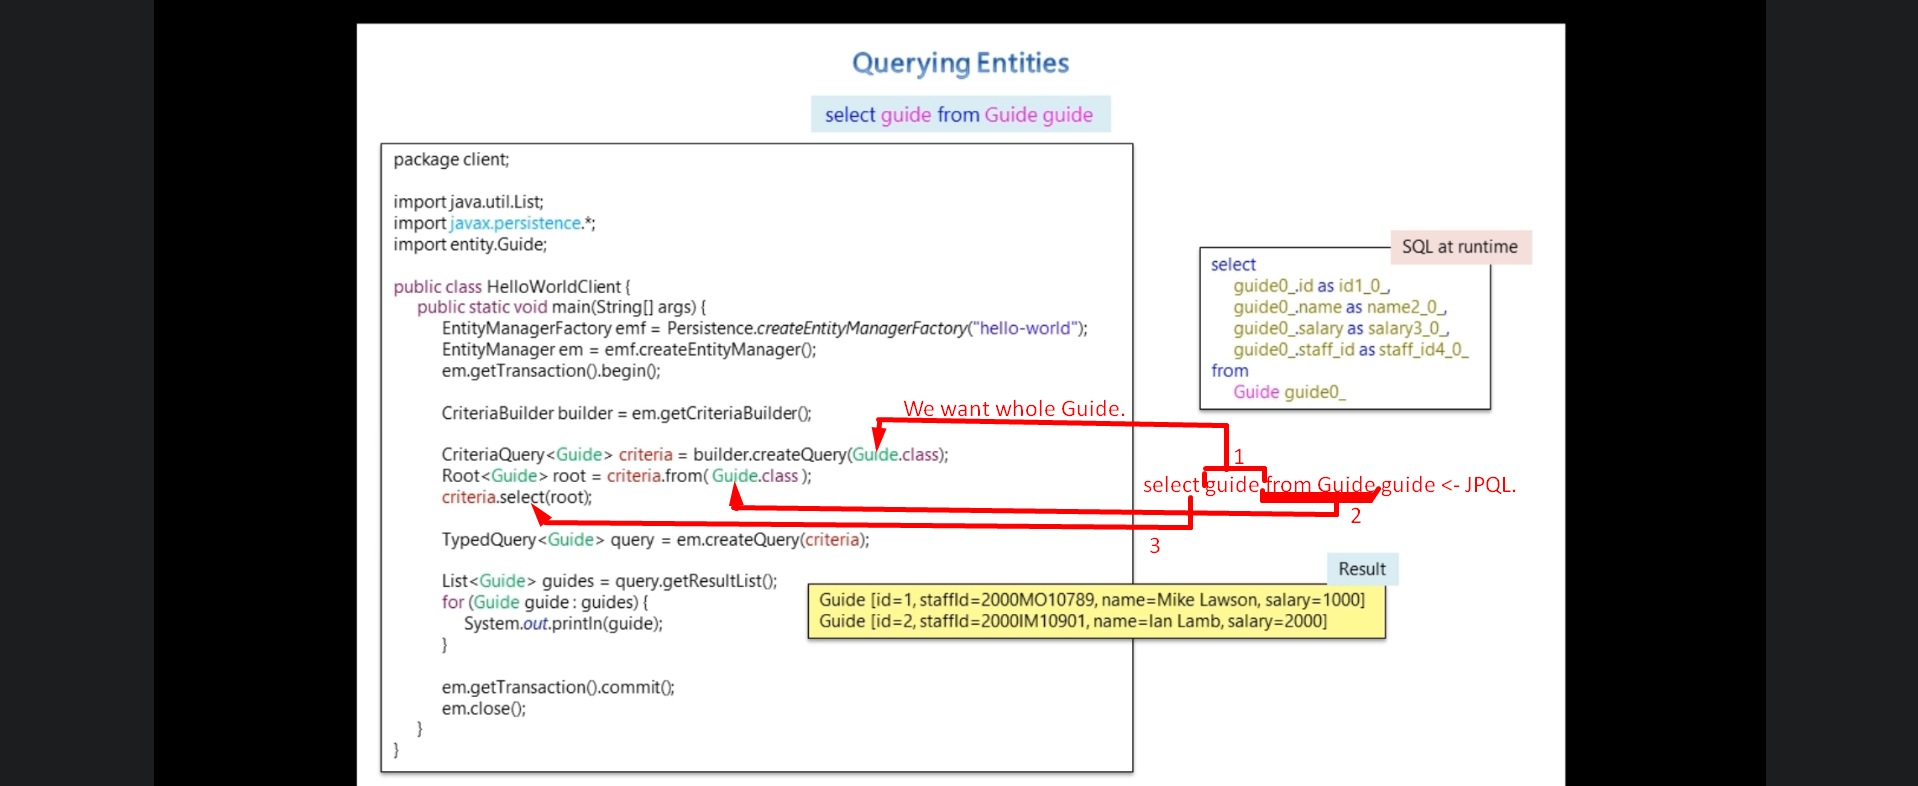 Querying Entities
select guide from Guide guide
package client;
import java.util.List;
import javax.persistence.*;
import entity.Guide;
public class HelloWorldClient {
public static void main(String[] args) {
EntityManagerFactory emf = Persistence.createEntityManagerFactory("hello-world");
EntityManager em = emf.createEntityManager();
em.getTransaction().begin();
CriteriaBuilder builder = em.getCriteriaBuilder();
CriteriaQuery<Guide> criteria = builder.createQuery(Guide.class);
Root<Guide> root = criteria.from( Guide.class );
criteria.select(root);
TypedQuery<Guide> query = em.createQuery(criteria);
List<Guide> guides = query.getResultList();
for (Guide guide : guides) {
System.out.println(guide);
}
em.getTransaction().commit();
em.close();
}
}
SQL at runtime
select
guide0_.id as id1_0_,
guide0_.name as name2_0_,
guide0_.salary as salary3_0_,
guide0_.staff_id as staff_id4_0_
from
Guide guide0_
We want whole Guide.
1
select guide from Guide guide <- JPQL.
2
3
Result
Guide [id=1, staffId=2000MO10789, name=Mike Lawson, salary=1000]
Guide [id=2, staffId=2000IM10901, name=Ian Lamb, salary=2000]